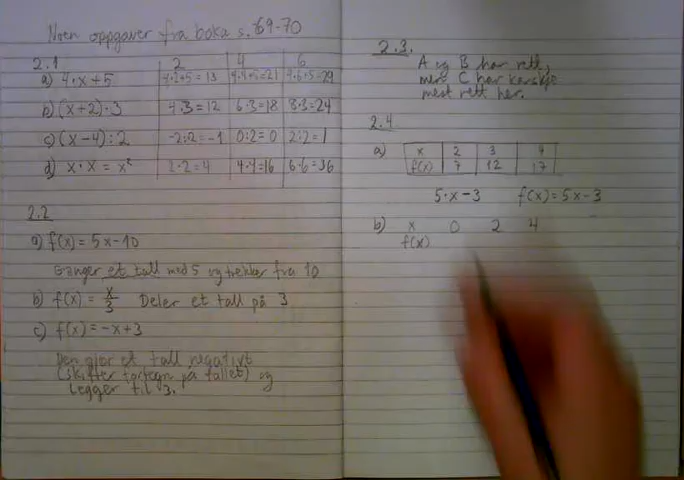 Noen oppgaver fra boka s. 69-70
2.1 2 4 6
a) 4·x+5 4·2+5=13 4·4+5=21 4·6+5=29
b) (x+2)·3 4·3=12 6·3=18 8·3=24
c) (x-4):2 -2:2=-1 0:2=0 2:2=1
d) x·x=x² 2·2=4 4·4=16 6·6=36
2.2
a) f(x)=5x-10
Ganger et tall med 5 og trekker fra 10
b) f(x)=x/3 Deler et tall på 3
c) f(x)=-x+3
Den gjør et tall negativt
(skifter fortegn på tallet) og
legger til 3.
2.3.
A og B har rett,
men C har kanskje
mest rett her.
2.4
a) x 2 3 4
f(x) 7 12 17
5·x-3 f(x)=5x-3
b) x 0 2 4
f(x)